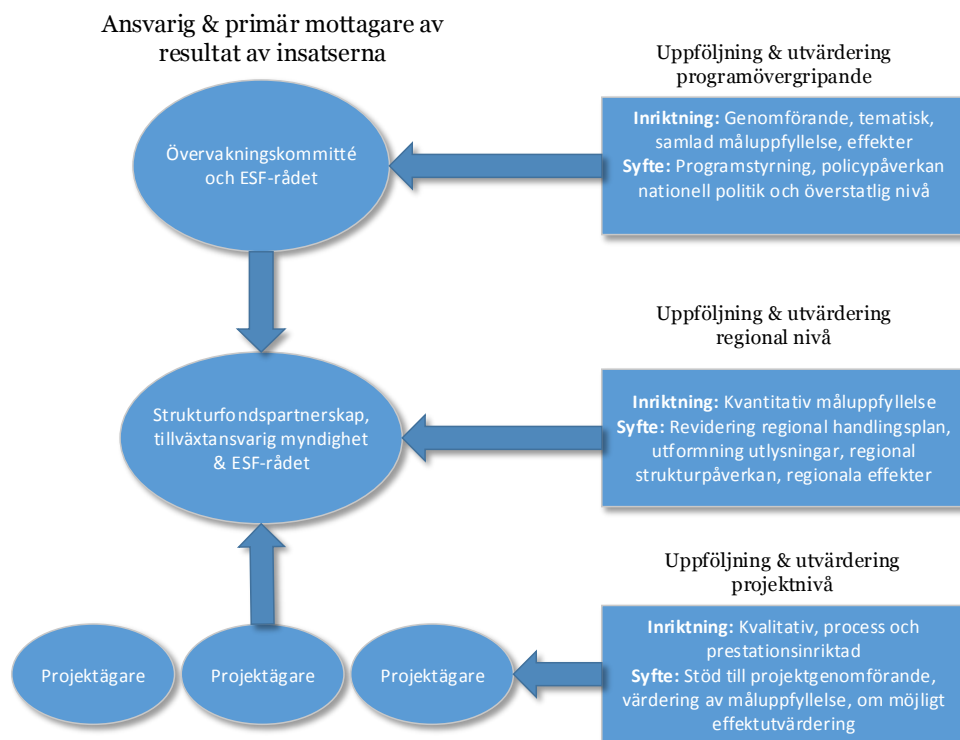 Ansvarig & primär mottagare av
resultat av insatserna
Uppföljning & utvärdering
programövergripande
Övervakningskommitté
och ESF-rådet
Inriktning: Genomförande, tematisk,
samlad måluppfyllelse, effekter
Syfte: Programstyrning, policypåverkan
nationell politik och överstatlig nivå
Uppföljning & utvärdering
regional nivå
Strukturfondspartnerskap,
tillväxtansvarig myndighet
& ESF-rådet
Inriktning: Kvantitativ måluppfyllelse
Syfte: Revidering regional handlingsplan,
utformning utlysningar, regional
strukturpåverkan, regionala effekter
Uppföljning & utvärdering
projektnivå
Projektägare
Projektägare
Projektägare
Inriktning: Kvalitativ, process och
prestationsinriktad
Syfte: Stöd till projektgenomförande,
värdering av måluppfyllelse, om möjligt
effektutvärdering